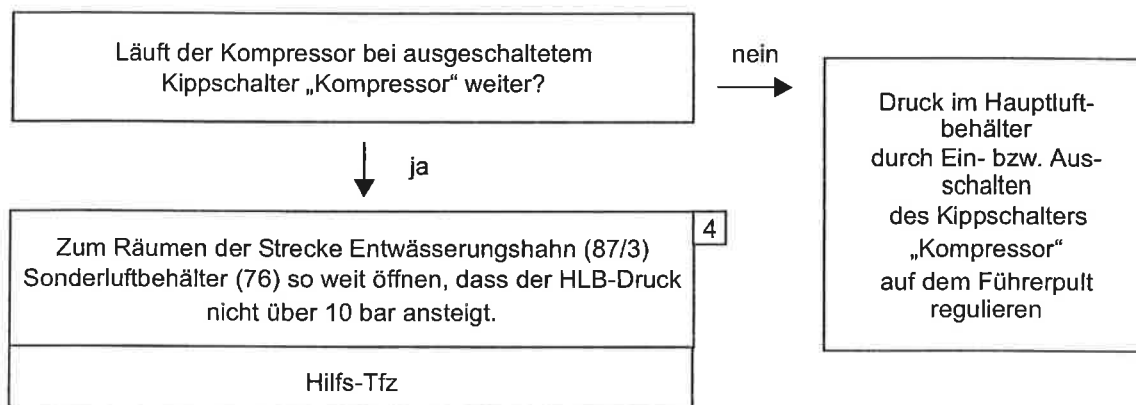 Läuft der Kompressor bei ausgeschaltetem
Kippschalter „Kompressor“ weiter?
nein
Druck im Hauptluft-
behälter
durch Ein- bzw. Aus-
schalten
des Kippschalters
„Kompressor“
auf dem Führerpult
regulieren
ja
4
Zum Räumen der Strecke Entwässerungshahn (87/3)
Sonderluftbehälter (76) so weit öffnen, dass der HLB-Druck
nicht über 10 bar ansteigt.
Hilfs-Tfz